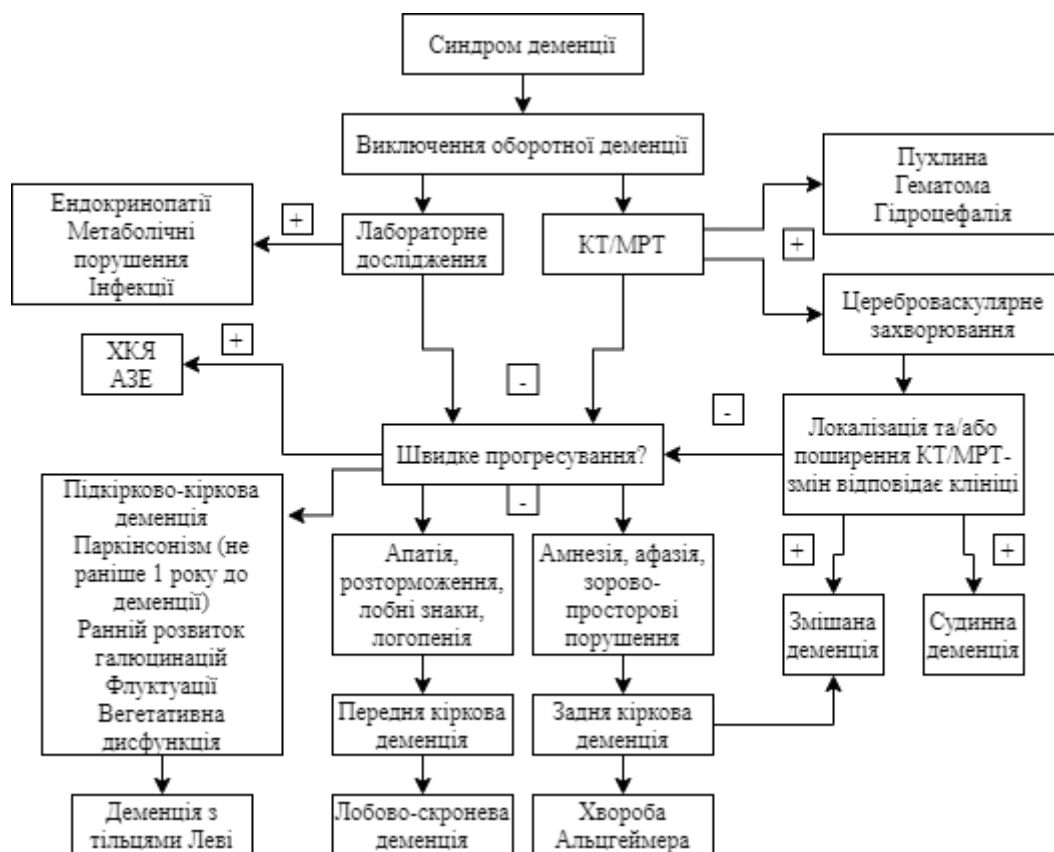 Синдром деменції
Виключення оборотної деменції
Пухлина
Гематома
Гідроцефалія
Ендокринопатії
Метаболічні
порушення
Інфекції
+
Лабораторне
дослідження
КТ/МРТ
+
Цереброваскулярне
захворювання
ХКЯ
АЗЕ
+
-
-
Локалізація та/або
поширення КТ/МРТ-
змін відповідає клініці
Швидке прогресування?
-
Підкірково-кіркова
деменція
Паркінсонізм (не
раніше 1 року до
деменції)
Ранній розвиток
галюцинацій
Флуктуації
Вегетативна
дисфункція
Апатія,
розторможення,
лобні знаки,
логопенія
Амнезія, афазія,
зорово-
просторові
порушення
+
+
Змішана
деменція
Судинна
деменція
Передня кіркова
деменція
Задня кіркова
деменція
Деменція з
тільцями Леві
Лобово-скронева
деменція
Хвороба
Альцгеймера